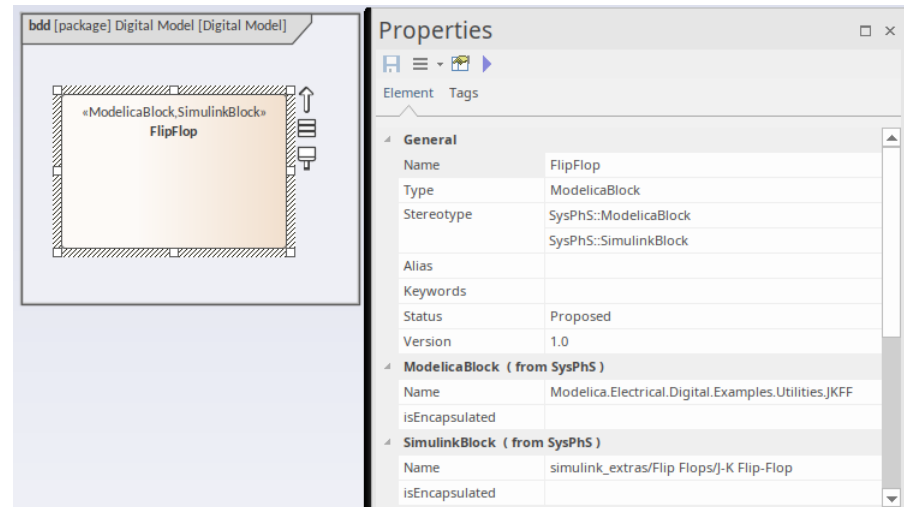 bdd [package] Digital Model [Digital Model]
«ModelicaBlock,SimulinkBlock»
FlipFlop
Properties
Element Tags
General
Name FlipFlop
Type ModelicaBlock
Stereotype SysPhS::ModelicaBlock
SysPhS::SimulinkBlock
Alias
Keywords
Status Proposed
Version 1.0
ModelicaBlock ( from SysPhS )
Name Modelica.Electrical.Digital.Examples.Utilities.JKFF
isEncapsulated
SimulinkBlock ( from SysPhS )
Name simulink_extras/Flip Flops/J-K Flip-Flop
isEncapsulated